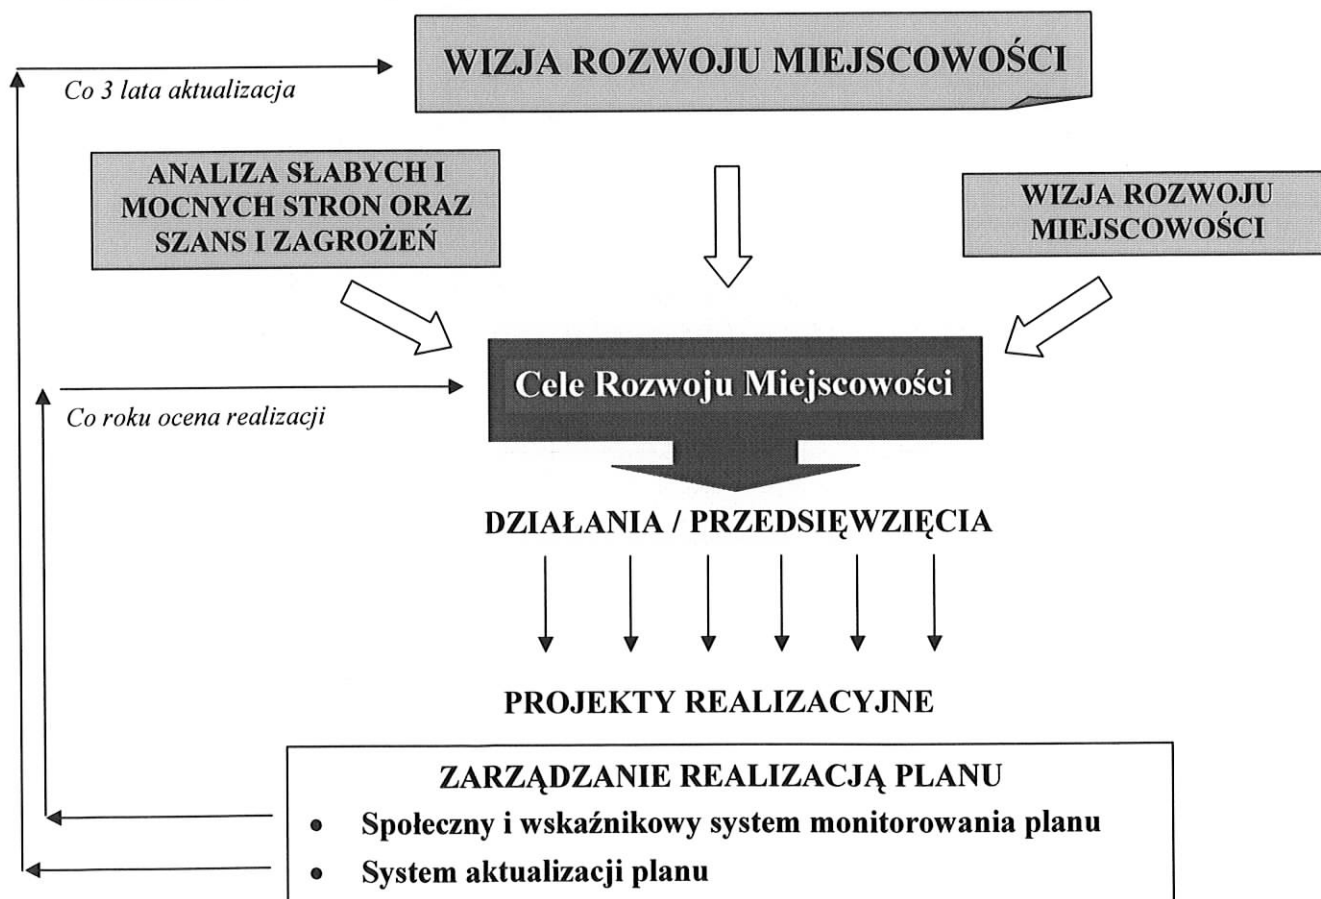 WIZJA ROZWOJU MIEJSCOWOŚCI
Co 3 lata aktualizacja
ANALIZA SŁABYCH I
MOCNYCH STRON ORAZ
SZANS I ZAGROŻEŃ
WIZJA ROZWOJU
MIEJSCOWOŚCI
Cele Rozwoju Miejscowości
Co roku ocena realizacji
DZIAŁANIA / PRZEDSIĘWZIĘCIA
PROJEKTY REALIZACYJNE
ZARZĄDZANIE REALIZACJĄ PLANU
• Społeczny i wskaźnikowy system monitorowania planu
• System aktualizacji planu